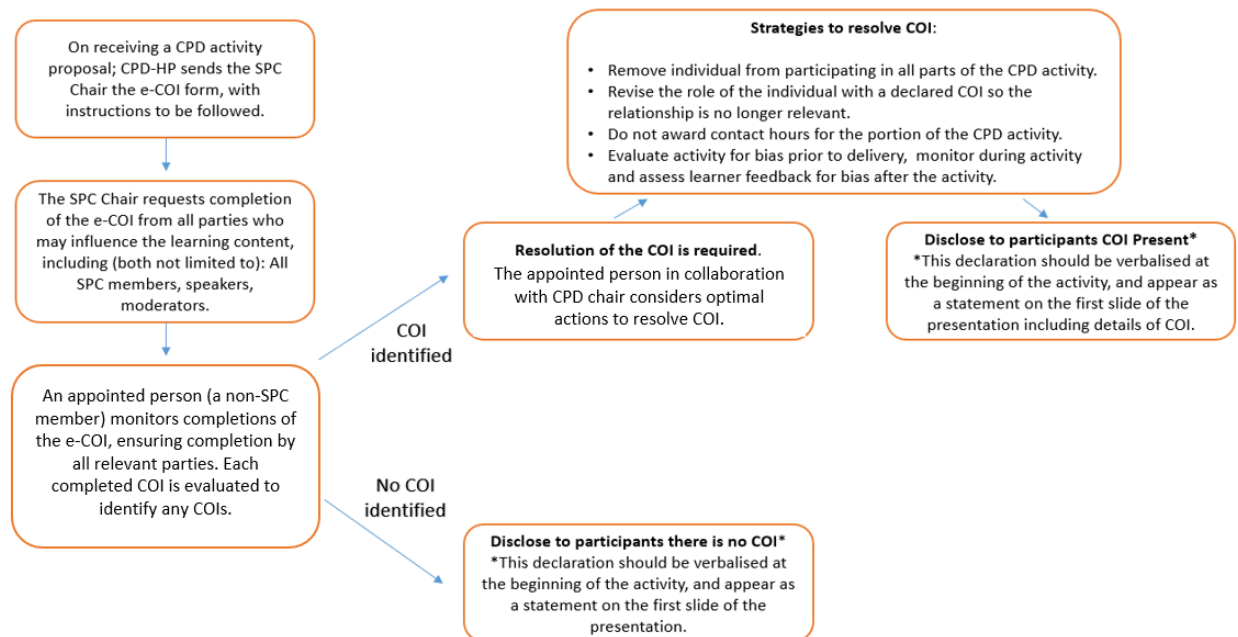 On receiving a CPD activity
proposal; CPD-HP sends the SPC
Chair the e-COI form, with
instructions to be followed.
The SPC Chair requests completion
of the e-COI from all parties who
may influence the learning content,
including (both not limited to): All
SPC members, speakers,
moderators.
An appointed person (a non-SPC
member) monitors completions of
the e-COI, ensuring completion by
all relevant parties. Each
completed COI is evaluated to
identify any COIs.
COI
identified
No COI
identified
Resolution of the COI is required.
The appointed person in collaboration
with CPD chair considers optimal
actions to resolve COI.
Strategies to resolve COI:
• Remove individual from participating in all parts of the CPD activity.
• Revise the role of the individual with a declared COI so the
relationship is no longer relevant.
• Do not award contact hours for the portion of the CPD activity.
• Evaluate activity for bias prior to delivery, monitor during activity
and assess learner feedback for bias after the activity.
Disclose to participants COI Present*
*This declaration should be verbalised at
the beginning of the activity, and appear as
a statement on the first slide of the
presentation including details of COI.
Disclose to participants there is no COI*
*This declaration should be verbalised at
the beginning of the activity, and appear as
a statement on the first slide of the
presentation.